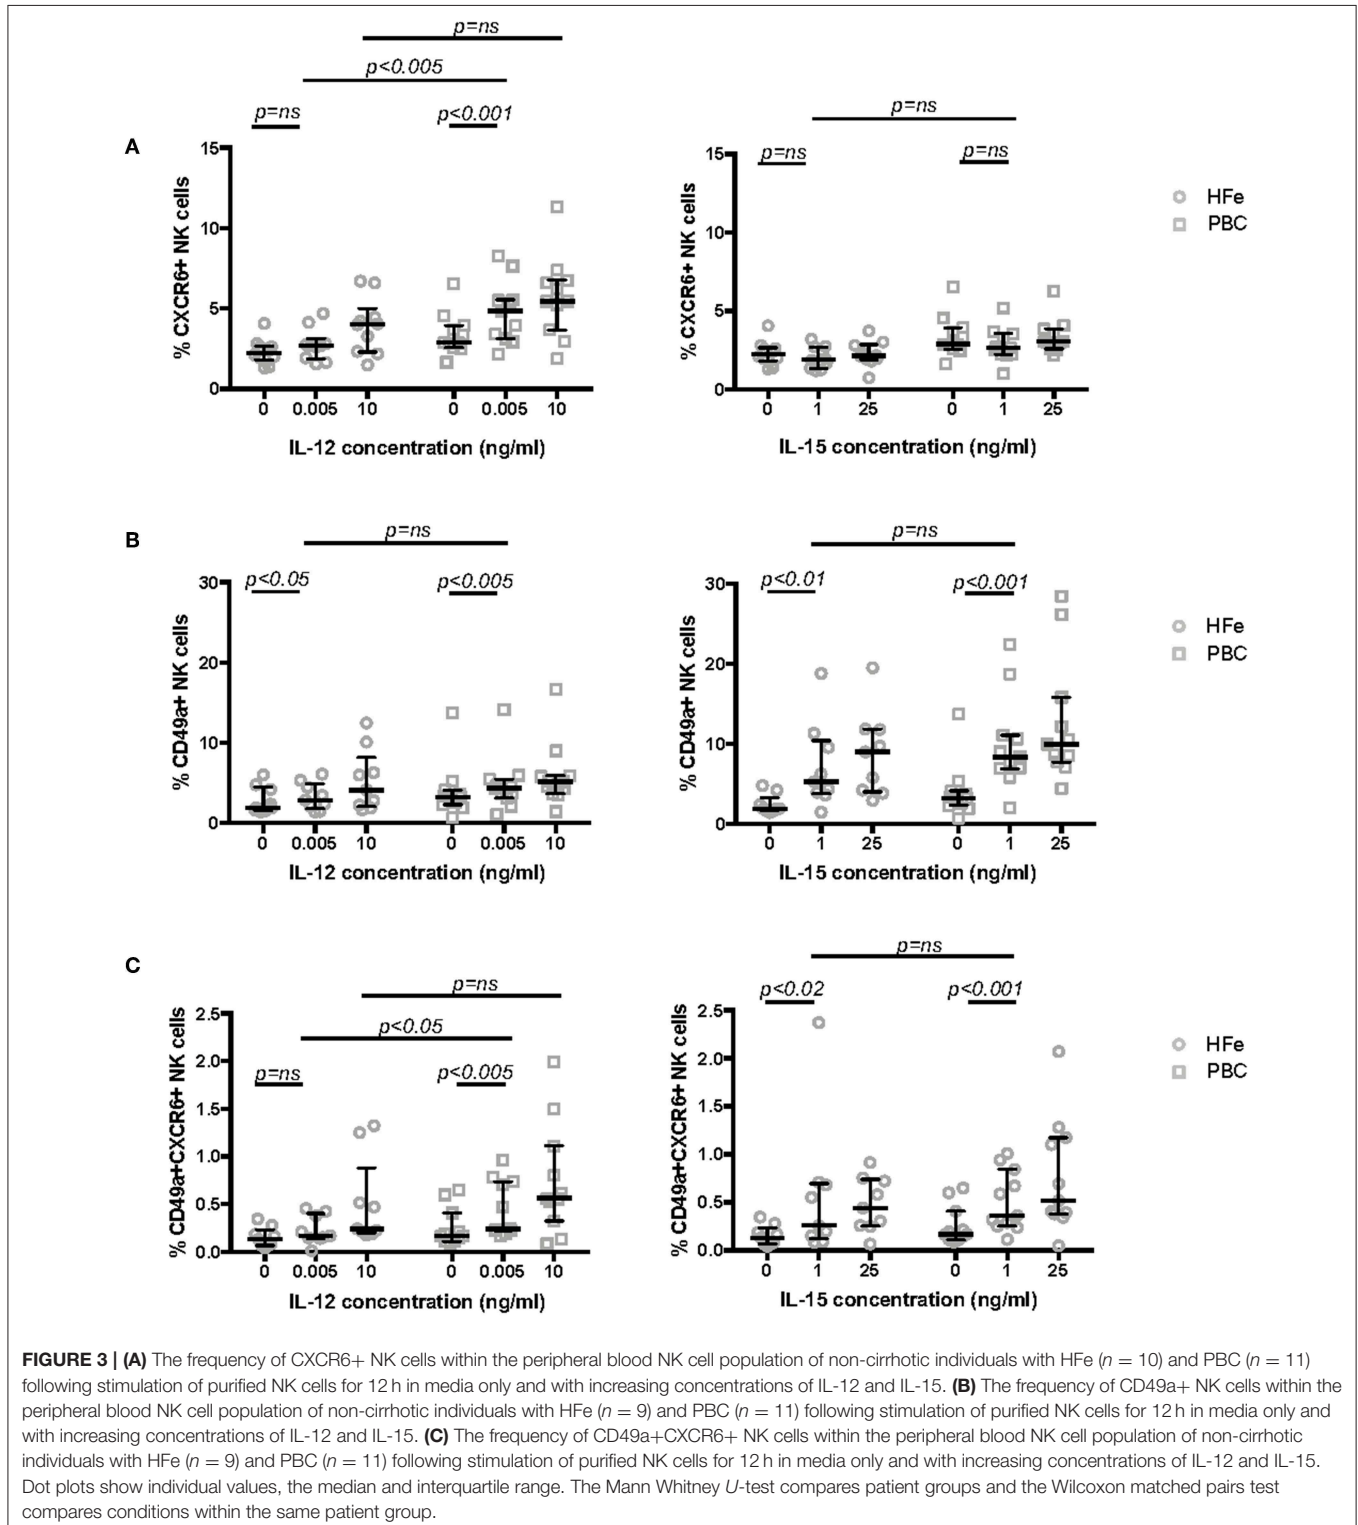 p=ns
p<0.005
p=ns
p<0.001
A
15
10
5
0
% CXCR6+ NK cells
0 0.005 10 0 0.005 10
IL-12 concentration (ng/ml)
p=ns
p=ns
p=ns
15
10
5
0
% CXCR6+ NK cells
0 1 25 0 1 25
IL-15 concentration (ng/ml)
HFe
PBC
B
p=ns
p<0.05
p<0.005
30
20
10
0
% CD49a+ NK cells
0 0.005 10 0 0.005 10
IL-12 concentration (ng/ml)
p=ns
p<0.01
p<0.001
30
20
10
0
% CD49a+ NK cells
0 1 25 0 1 25
IL-15 concentration (ng/ml)
HFe
PBC
C
p=ns
p<0.05
p=ns
p<0.005
2.5
2.0
1.5
1.0
0.5
0.0
% CD49a+CXCR6+ NK cells
0 0.005 10 0 0.005 10
IL-12 concentration (ng/ml)
p=ns
p<0.02
p<0.001
2.5
2.0
1.5
1.0
0.5
0.0
% CD49a+CXCR6+ NK cells
0 1 25 0 1 25
IL-15 concentration (ng/ml)
HFe
PBC
FIGURE 3 | (A) The frequency of CXCR6+ NK cells within the peripheral blood NK cell population of non-cirrhotic individuals with HFe (n = 10) and PBC (n = 11)
following stimulation of purified NK cells for 12 h in media only and with increasing concentrations of IL-12 and IL-15. (B) The frequency of CD49a+ NK cells within the
peripheral blood NK cell population of non-cirrhotic individuals with HFe (n = 9) and PBC (n = 11) following stimulation of purified NK cells for 12 h in media only and
with increasing concentrations of IL-12 and IL-15. (C) The frequency of CD49a+CXCR6+ NK cells within the peripheral blood NK cell population of non-cirrhotic
individuals with HFe (n = 9) and PBC (n = 11) following stimulation of purified NK cells for 12 h in media only and with increasing concentrations of IL-12 and IL-15.
Dot plots show individual values, the median and interquartile range. The Mann Whitney U-test compares patient groups and the Wilcoxon matched pairs test
compares conditions within the same patient group.